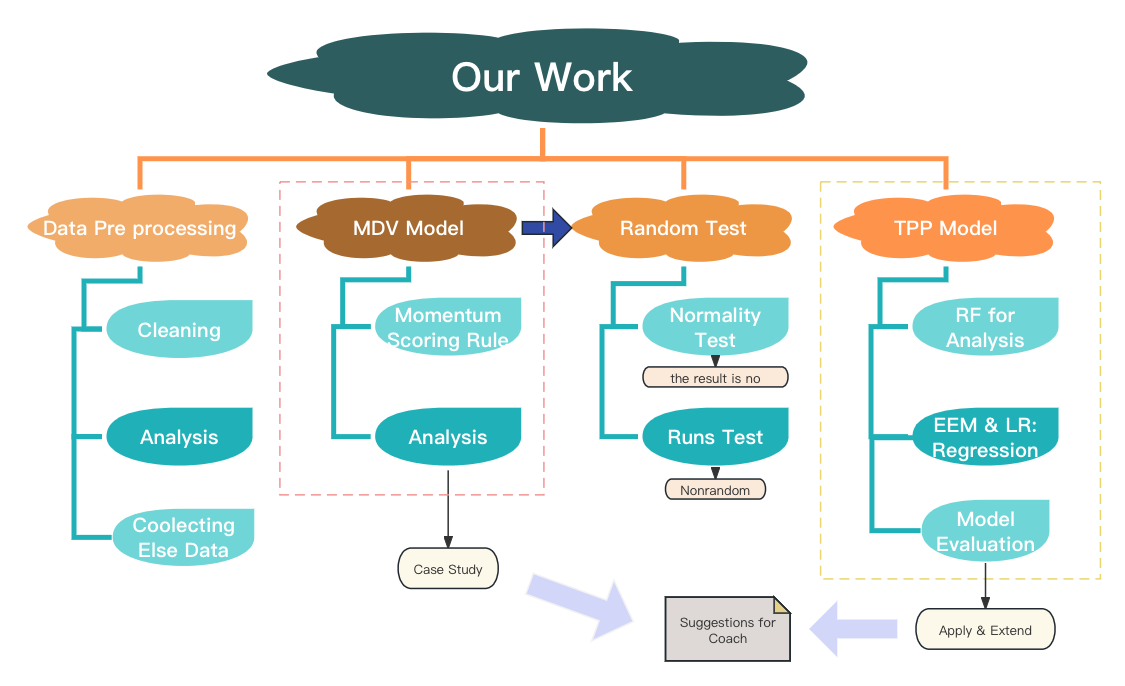 Our Work
Data Pre processing
MDV Model
Random Test
TPP Model
Cleaning
Momentum
Scoring Rule
Normality
Test
RF for
Analysis
the result is no
Analysis
Analysis
Runs Test
EEM & LR:
Regression
Nonrandom
Coolecting
Else Data
Model
Evaluation
Case Study
Suggestions for
Coach
Apply & Extend